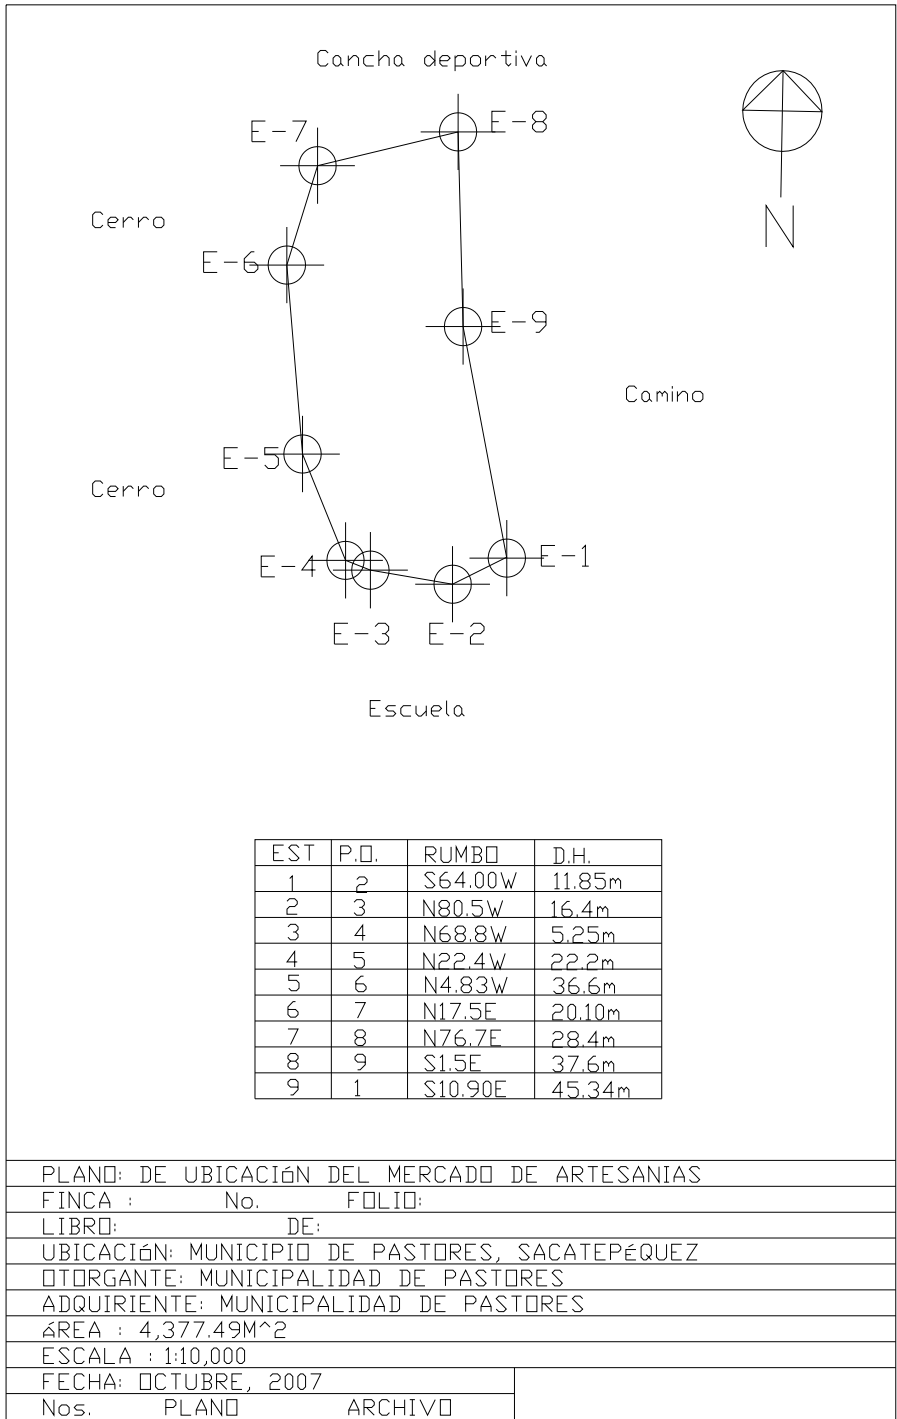 Cancha deportiva
E-7
E-8
Cerro
N
E-6
E-9
Camino
E-5
Cerro
E-4
E-1
E-3
E-2
Escuela
EST P.O. RUMBO D.H.
1 2 S64.00W 11.85m
2 3 N80.5W 16.4m
3 4 N68.8W 5.25m
4 5 N22.4W 22.2m
5 6 N4.83W 36.6m
6 7 N17.5E 20.10m
7 8 N76.7E 28.4m
8 9 S1.5E 37.6m
9 1 S10.90E 45.34m
PLANO: DE UBICACIóN DEL MERCADO DE ARTESANIAS
FINCA : No. FOLIO:
LIBRO: DE:
UBICACIóN: MUNICIPIO DE PASTORES, SACATEPéQUEZ
OTORGANTE: MUNICIPALIDAD DE PASTORES
ADQUIRIENTE: MUNICIPALIDAD DE PASTORES
áREA : 4,377.49M^2
ESCALA : 1:10,000
FECHA: OCTUBRE, 2007
Nos. PLANO ARCHIVO